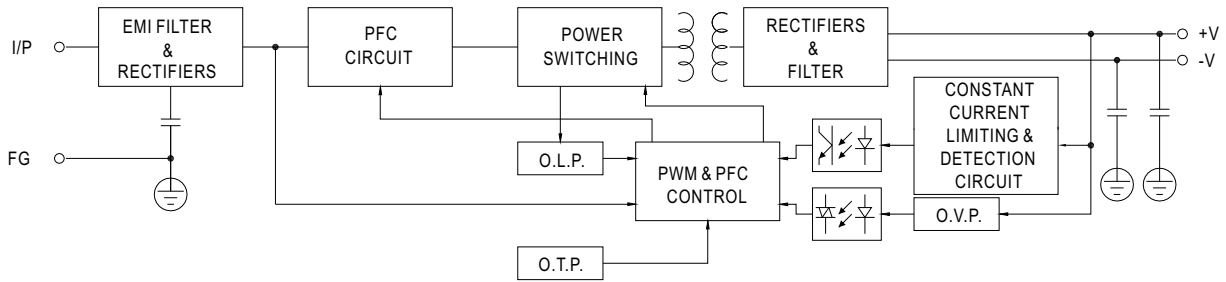 EMI FILTER
&
RECTIFIERS
PFC
CIRCUIT
POWER
SWITCHING
RECTIFIERS
&
FILTER
I/P
+V
-V
CONSTANT
CURRENT
LIMITING &
DETECTION
CIRCUIT
FG
O.L.P.
PWM & PFC
CONTROL
O.V.P.
O.T.P.